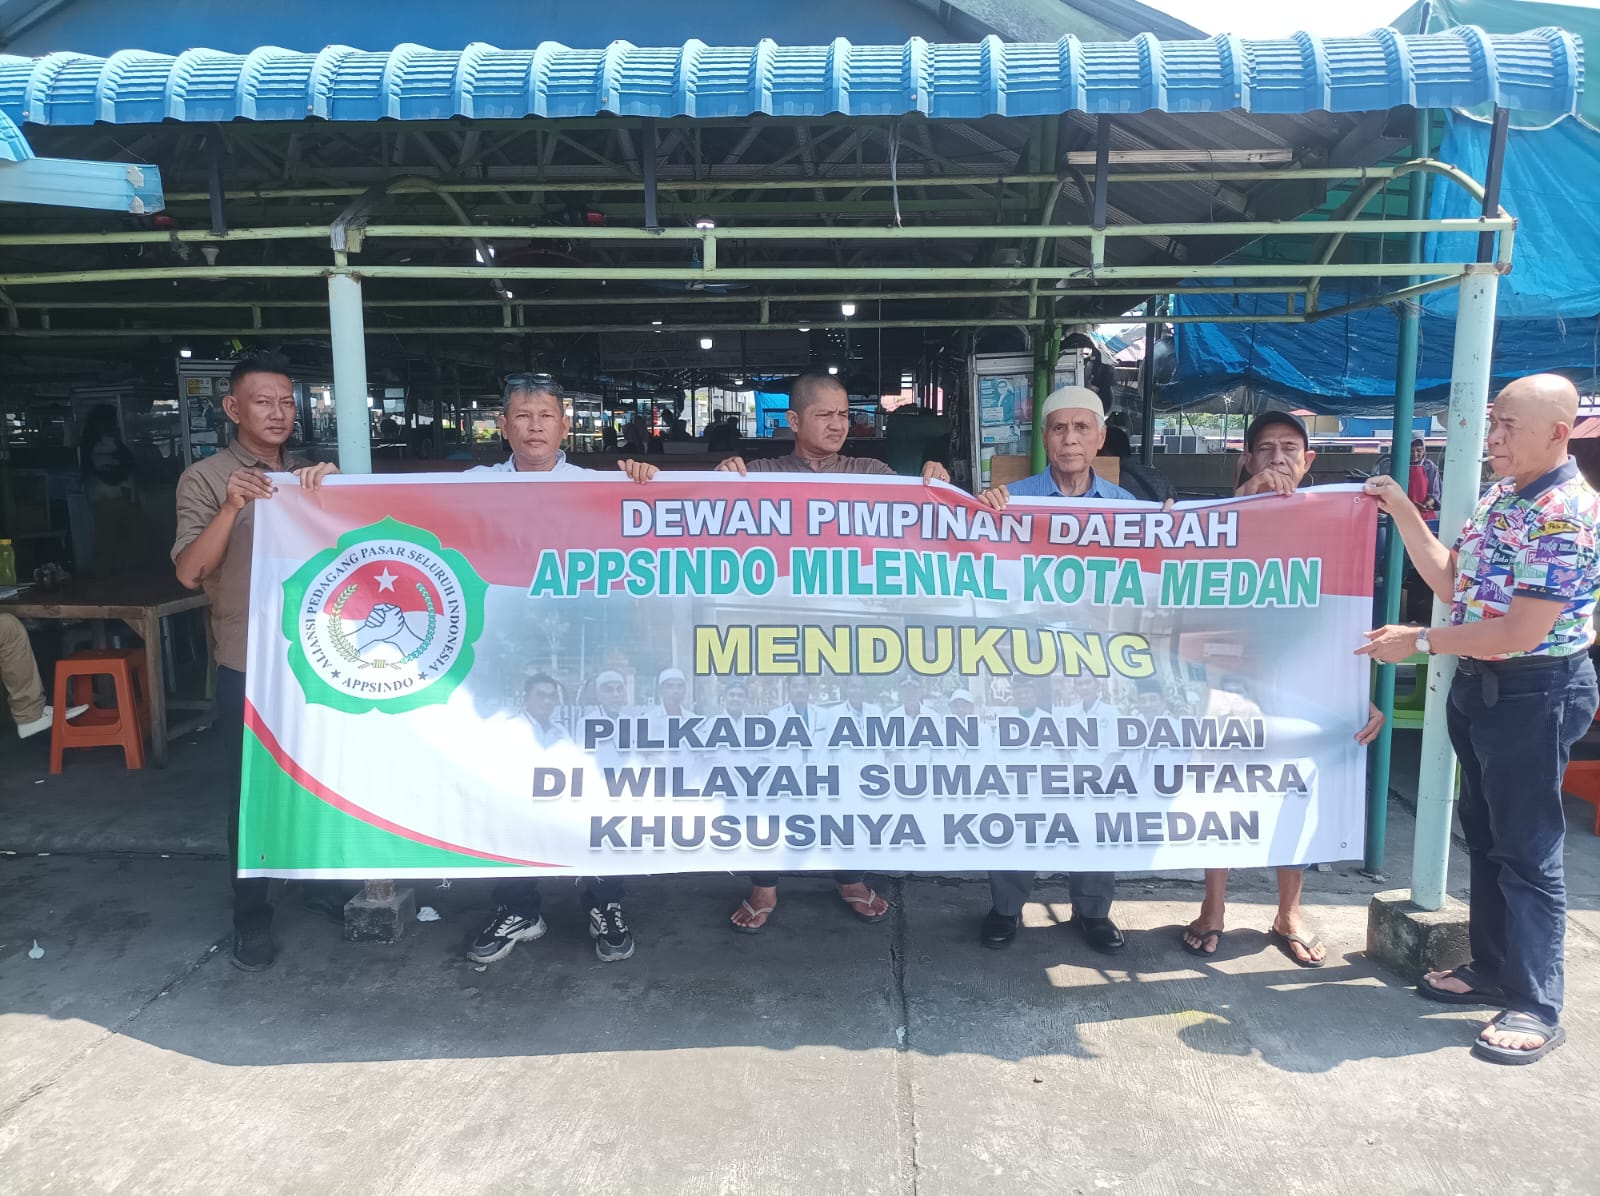 DEWAN PIMPINAN DAERAH
APPSINDO MILENIAL KOTA MEDAN
MENDUKUNG
PILKADA AMAN DAN DAMAI
DI WILAYAH SUMATERA UTARA
KHUSUSNYA KOTA MEDAN
ALIANSI PEDAGANG PASAR SELURUH INDONESIA
★ APPSINDO ★